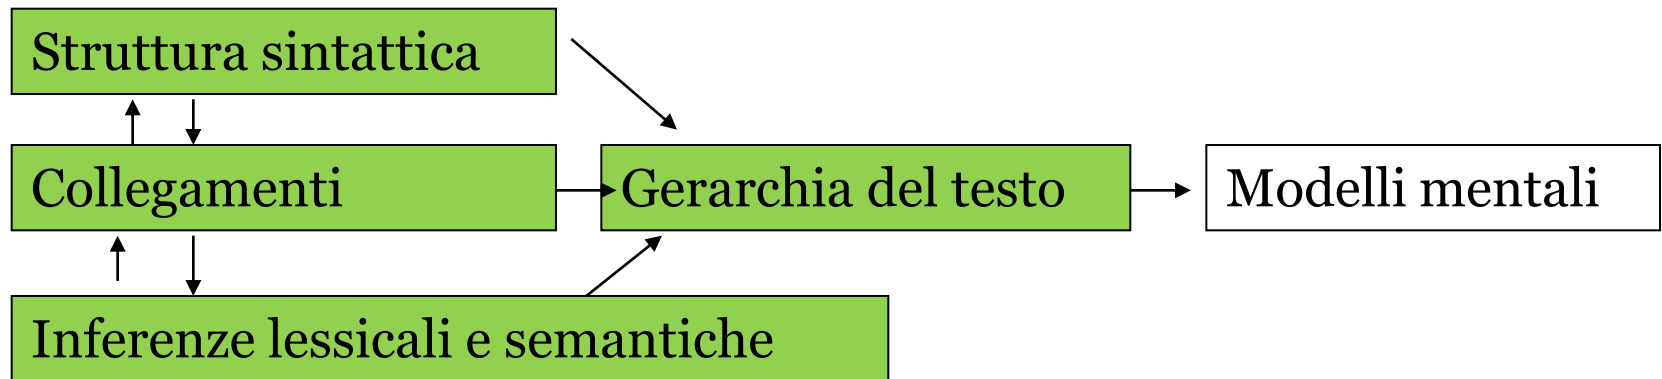 Struttura sintattica
Collegamenti
Gerarchia del testo
Modelli mentali
Inferenze lessicali e semantiche